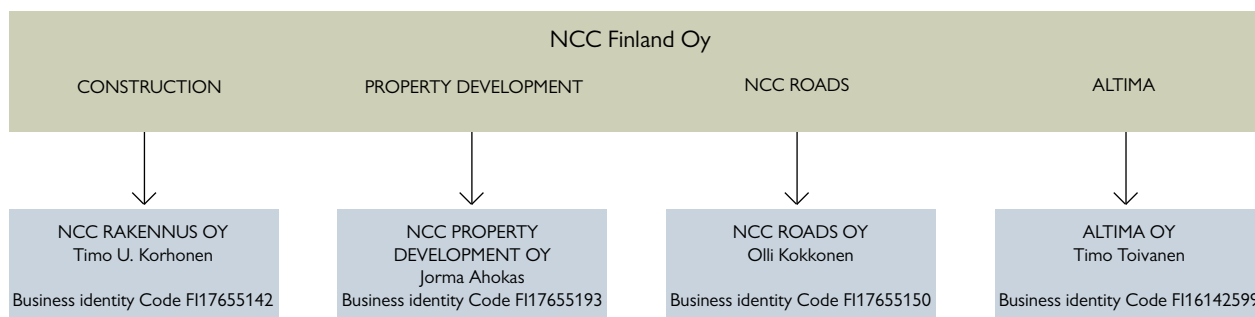 NCC Finland Oy
CONSTRUCTION
PROPERTY DEVELOPMENT
NCC ROADS
ALTIMA
NCC RAKENNUS OY
Timo U. Korhonen
Business identity Code FI17655142
NCC PROPERTY
DEVELOPMENT OY
Jorma Ahokas
Business identity Code FI17655193
NCC ROADS OY
Olli Kokkonen
Business identity Code FI17655150
ALTIMA OY
Timo Toivanen
Business identity Code FI16142599